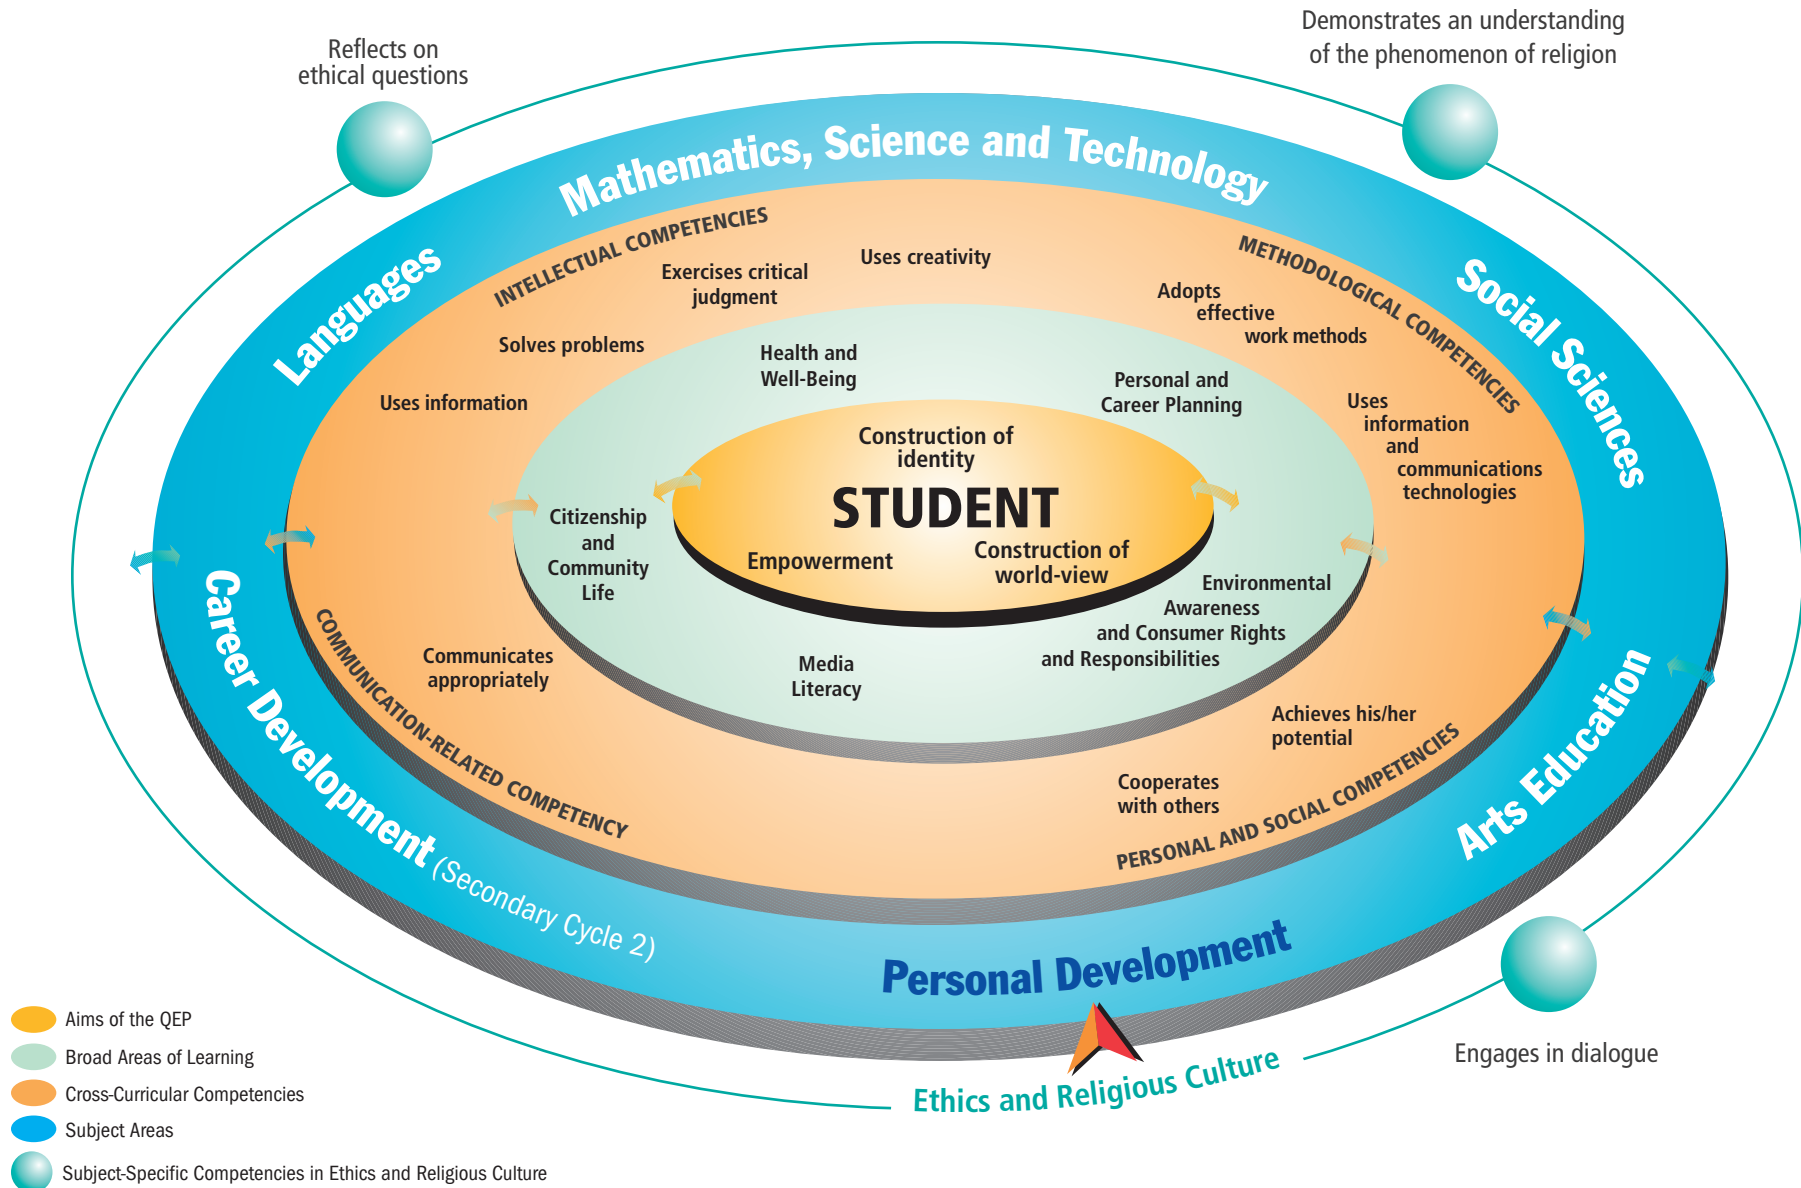 Reflects on
ethical questions
Demonstrates an understanding
of the phenomenon of religion
Mathematics, Science and Technology
Languages
Social Sciences
INTELLECTUAL COMPETENCIES
METHODOLOGICAL COMPETENCIES
Uses creativity
Exercises critical
judgment
Solves problems
Uses information
Adopts
effective
work methods
Uses
information
and
communications
technologies
Health and
Well-Being
Personal and
Career Planning
Construction of
identity
STUDENT
Empowerment
Construction of
world-view
Citizenship
and
Community
Life
Environmental
Awareness
and Consumer Rights
and Responsibilities
Media
Literacy
Communicates
appropriately
Achieves his/her
potential
Cooperates
with others
COMMUNICATION-RELATED COMPETENCY
PERSONAL AND SOCIAL COMPETENCIES
Career Development (Secondary Cycle 2)
Arts Education
Personal Development
Ethics and Religious Culture
Engages in dialogue
Aims of the QEP
Broad Areas of Learning
Cross-Curricular Competencies
Subject Areas
Subject-Specific Competencies in Ethics and Religious Culture